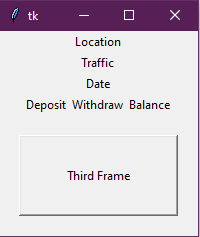 tk
Location
Traffic
Date
Deposit Withdraw Balance
Third Frame